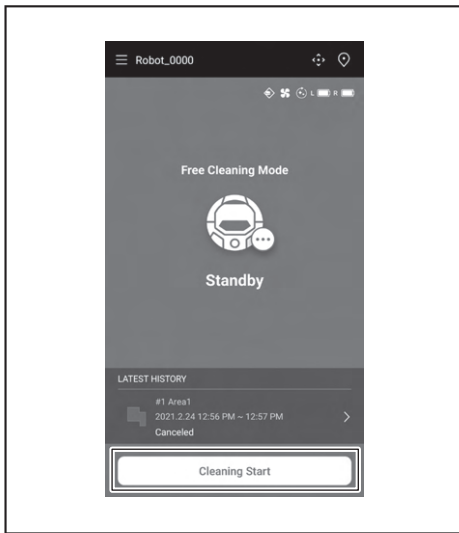 Robot_0000
L R
Free Cleaning Mode
Standby
LATEST HISTORY
#1 Area1
2021.2.24 12:56 PM ~ 12:57 PM
Canceled
Cleaning Start